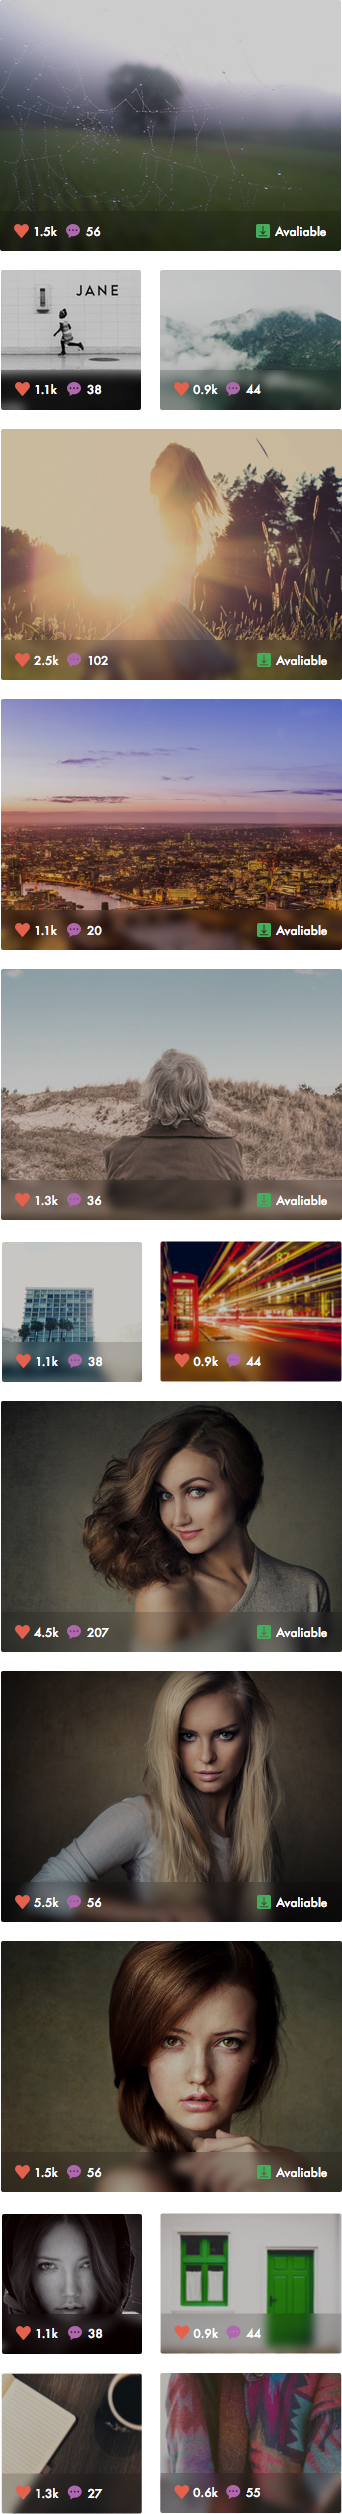 1.5k 56 Avaliable
JANE
1.1k 38
0.9k 44
2.5k 102 Avaliable
1.1k 20 Avaliable
1.3k 36 Avaliable
87
1.1k 38
0.9k 44
4.5k 207 Avaliable
5.5k 56 Avaliable
1.5k 56 Avaliable
1.1k 38
0.9k 44
1.3k 27
0.6k 55